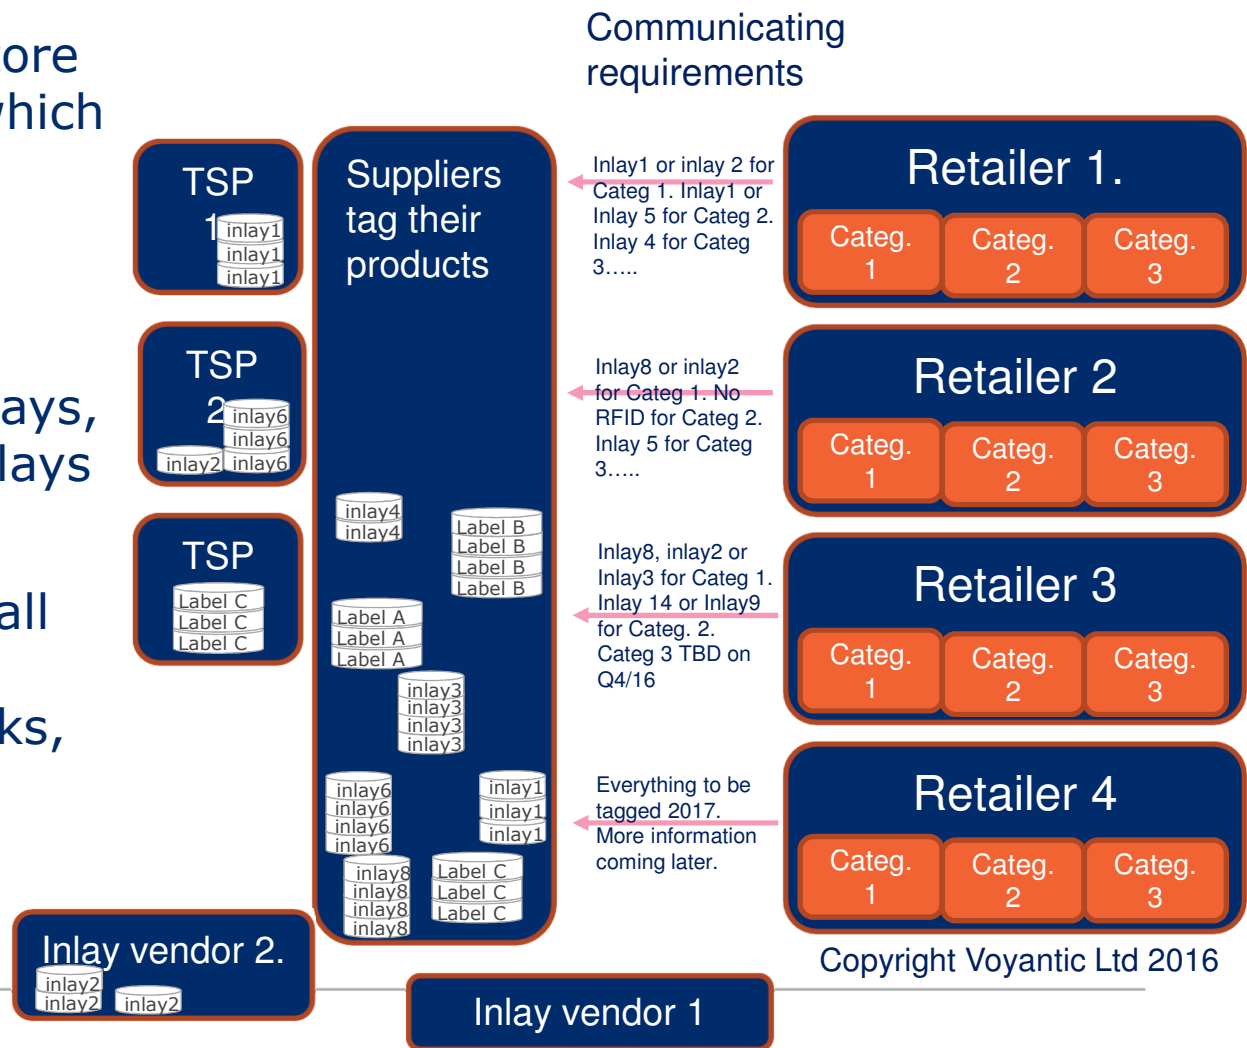 ore
which
ays,
lays
all
ks,
Communicating
requirements
TSP
1
inlay1
inlay1
inlay1
TSP
2
inlay6
inlay6
inlay6
inlay2
TSP
Label C
Label C
Label C
Suppliers
tag their
products
inlay4
inlay4
Label B
Label B
Label B
Label B
Label A
Label A
Label A
inlay3
inlay3
inlay3
inlay3
inlay6
inlay6
inlay6
inlay6
inlay1
inlay1
inlay1
inlay8
inlay8
inlay8
inlay8
Label C
Label C
Label C
Inlay1 or inlay 2 for
Categ 1. Inlay1 or
Inlay 5 for Categ 2.
Inlay 4 for Categ
3…..
Retailer 1.
Categ.
1
Categ.
2
Categ.
3
Inlay8 or inlay2
for Categ 1. No
RFID for Categ 2.
Inlay 5 for Categ
3…..
Retailer 2
Categ.
1
Categ.
2
Categ.
3
Inlay8, inlay2 or
Inlay3 for Categ 1.
Inlay 14 or Inlay9
for Categ. 2.
Categ 3 TBD on
Q4/16
Retailer 3
Categ.
1
Categ.
2
Categ.
3
Everything to be
tagged 2017.
More information
coming later.
Retailer 4
Categ.
1
Categ.
2
Categ.
3
Inlay vendor 2.
inlay2
inlay2
inlay2
Inlay vendor 1
Copyright Voyantic Ltd 2016